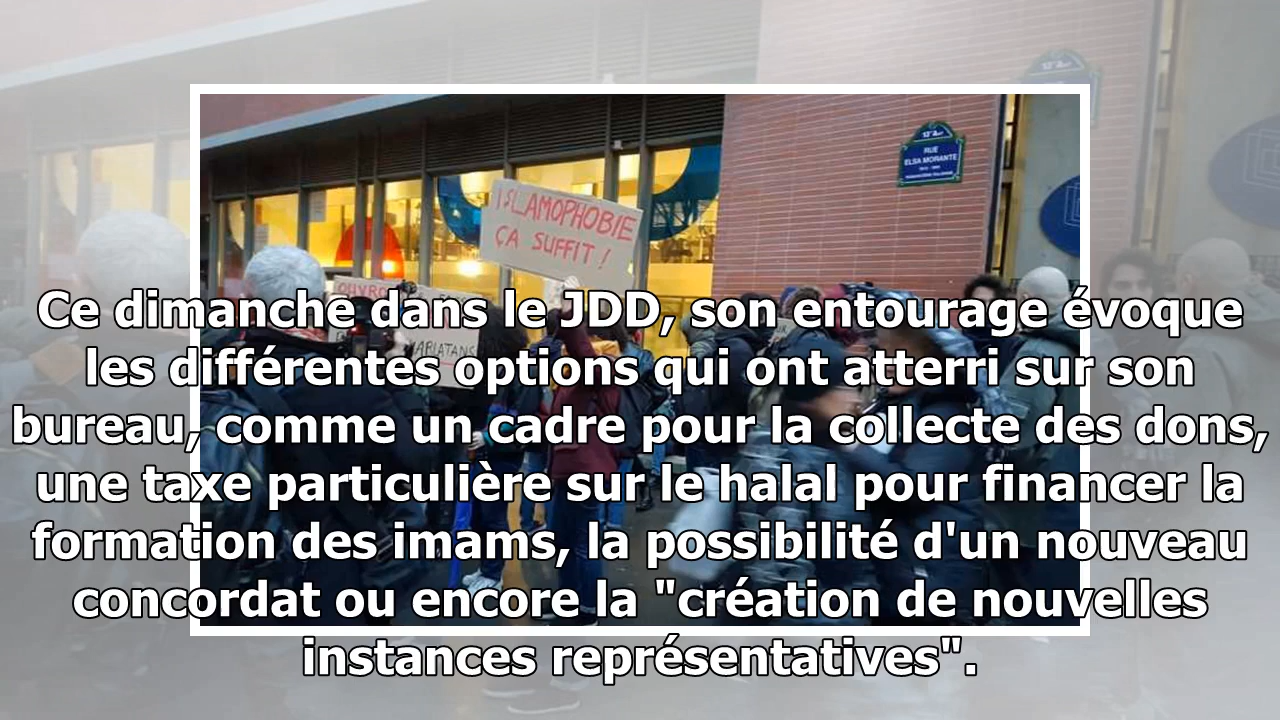 12e Arr
RUE
ELSA MORANTE
ISLAMOPHOBIE
ÇA SUFFIT !
Ce dimanche dans le JDD, son entourage évoque
les différentes options qui ont atterri sur son
bureau, comme un cadre pour la collecte des dons,
une taxe particulière sur le halal pour financer la
formation des imams, la possibilité d'un nouveau
concordat ou encore la "création de nouvelles
instances représentatives".